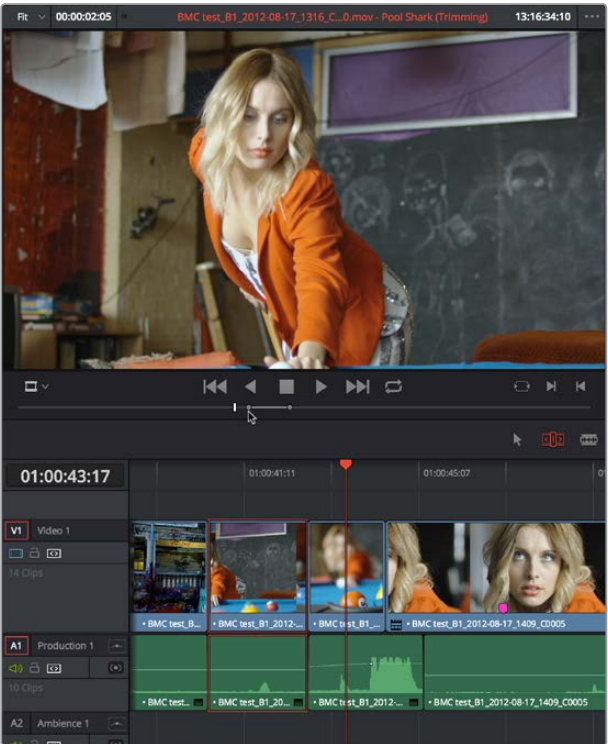 Fit 00:00:02:05 BMC test_B1_2012-08-17_1316_C...0.mov - Pool Shark (Trimming) 13:16:34:10
01:00:43:17 01:00:41:11 01:00:45:07
V1 Video 1
14 Clips
• BMC test_B... • BMC test_B1_2012-... • BMC test_B1_... • BMC test_B1_2012-08-17_1409_C0005
A1 Production 1
10 Clips
• BMC test... • BMC test_B1_20... • BMC test_B1_2012-... • BMC test_B1_2012-08-17_1409_C0005
A2 Ambience 1